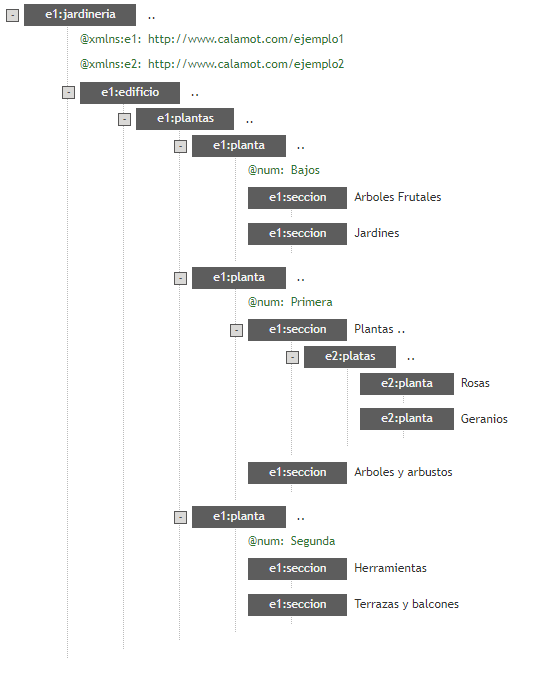 - e1:jardineria ..
@xmlns:e1: http://www.calamot.com/ejemplo1
@xmlns:e2: http://www.calamot.com/ejemplo2
- e1:edificio ..
- e1:plantas ..
- e1:planta ..
@num: Bajos
e1:seccion Arboles Frutales
e1:seccion Jardines
- e1:planta ..
@num: Primera
- e1:seccion Plantas ..
- e2:platas ..
e2:planta Rosas
e2:planta Geranios
e1:seccion Arboles y arbustos
- e1:planta ..
@num: Segunda
e1:seccion Herramientas
e1:seccion Terrazas y balcones